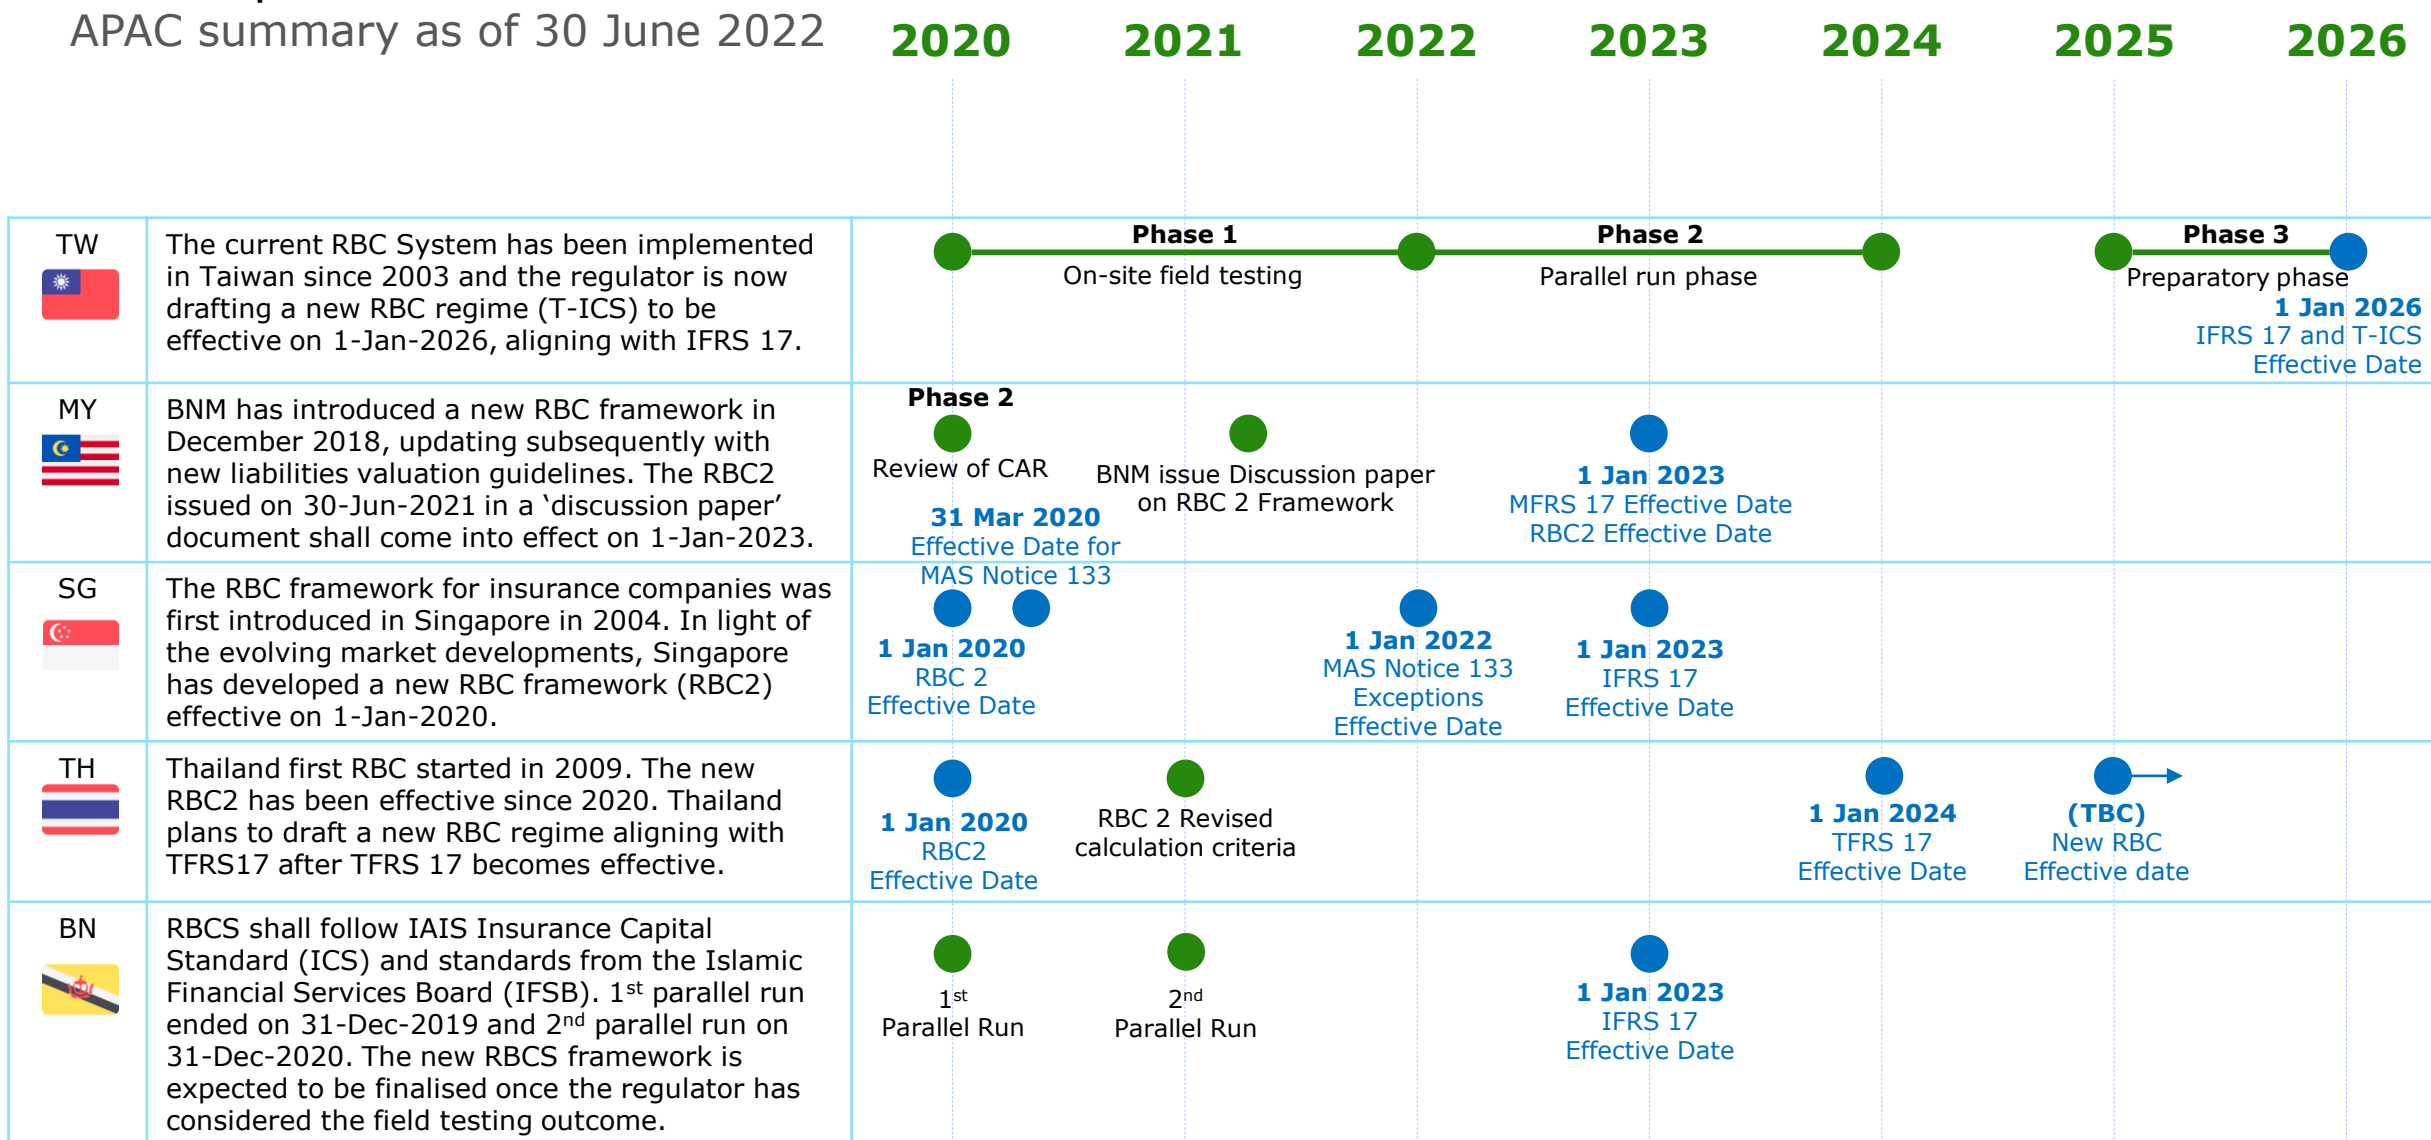 APAC summary as of 30 June 2022
2020 2021 2022 2023 2024 2025 2026
TW
The current RBC System has been implemented
in Taiwan since 2003 and the regulator is now
drafting a new RBC regime (T-ICS) to be
effective on 1-Jan-2026, aligning with IFRS 17.
Phase 1
On-site field testing
Phase 2
Parallel run phase
Phase 3
Preparatory phase
1 Jan 2026
IFRS 17 and T-ICS
Effective Date
MY
BNM has introduced a new RBC framework in
December 2018, updating subsequently with
new liabilities valuation guidelines. The RBC2
issued on 30-Jun-2021 in a ‘discussion paper’
document shall come into effect on 1-Jan-2023.
Phase 2
Review of CAR
BNM issue Discussion paper
on RBC 2 Framework
1 Jan 2023
MFRS 17 Effective Date
RBC2 Effective Date
SG
The RBC framework for insurance companies was
first introduced in Singapore in 2004. In light of
the evolving market developments, Singapore
has developed a new RBC framework (RBC2)
effective on 1-Jan-2020.
31 Mar 2020
Effective Date for
MAS Notice 133
1 Jan 2020
RBC 2
Effective Date
1 Jan 2022
MAS Notice 133
Exceptions
Effective Date
1 Jan 2023
IFRS 17
Effective Date
TH
Thailand first RBC started in 2009. The new
RBC2 has been effective since 2020. Thailand
plans to draft a new RBC regime aligning with
TFRS17 after TFRS 17 becomes effective.
1 Jan 2020
RBC2
Effective Date
RBC 2 Revised
calculation criteria
1 Jan 2024
TFRS 17
Effective Date
(TBC)
New RBC
Effective date
BN
RBCS shall follow IAIS Insurance Capital
Standard (ICS) and standards from the Islamic
Financial Services Board (IFSB). 1st parallel run
ended on 31-Dec-2019 and 2nd parallel run on
31-Dec-2020. The new RBCS framework is
expected to be finalised once the regulator has
considered the field testing outcome.
1st
Parallel Run
2nd
Parallel Run
1 Jan 2023
IFRS 17
Effective Date